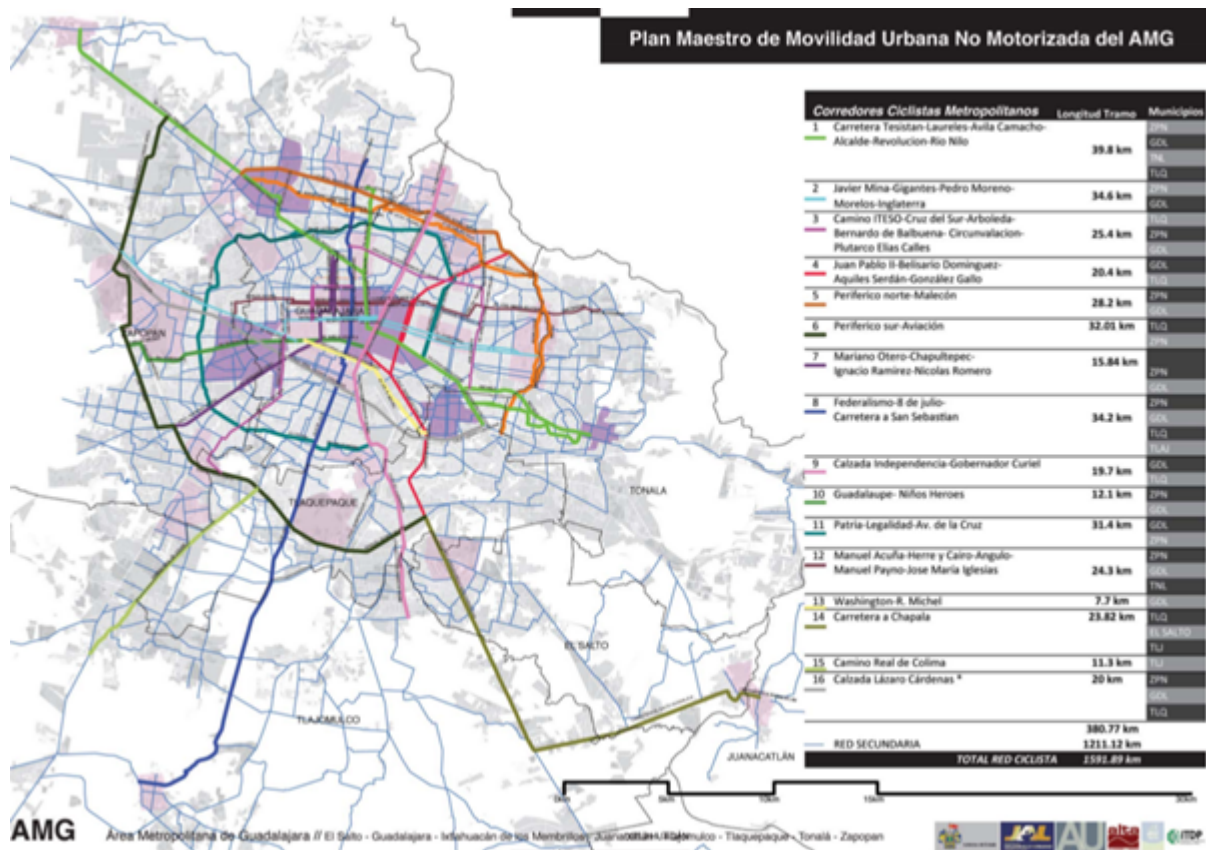 Plan Maestro de Movilidad Urbana No Motorizada del AMG
Corredores Ciclistas Metropolitanos Longitud Tramo Municipios
1 Carretera Tesistan-Laureles-Avila Camacho-
Alcalde-Revolucion-Rio Nilo
39.8 km
ZPN
GDL
TNL
TLQ
2 Javier Mina-Gigantes-Pedro Moreno-
Morelos-Inglaterra
34.6 km
ZPN
GDL
3 Camino ITESO-Cruz del Sur-Arboleda-
Bernardo de Balbuena- Circunvalacion-
Plutarco Elias Calles
25.4 km
TLQ
ZPN
GDL
4 Juan Pablo II-Belisario Dominguez-
Aquiles Serdán-González Gallo
20.4 km
GDL
TLQ
5 Periferico norte-Malecón
28.2 km
ZPN
GDL
6 Periferico sur-Aviación
32.01 km
TLQ
ZPN
7 Mariano Otero-Chapultepec-
Ignacio Ramirez-Nicolas Romero
15.84 km
ZPN
GDL
8 Federalismo-8 de julio-
Carretera a San Sebastian
34.2 km
ZPN
GDL
TLQ
TLAJ
9 Calzada Independencia-Gobernador Curiel
19.7 km
GDL
TLQ
10 Guadalaupe- Niños Heroes
12.1 km
ZPN
GDL
11 Patria-Legalidad-Av. de la Cruz
31.4 km
GDL
ZPN
12 Manuel Acuña-Herre y Cairo-Angulo-
Manuel Payno-Jose María Iglesias
24.3 km
ZPN
GDL
TNL
13 Washington-R. Michel
7.7 km
GDL
14 Carretera a Chapala
23.82 km
TLQ
EL SALTO
TLJ
15 Camino Real de Colima
11.3 km
TLJ
16 Calzada Lázaro Cárdenas *
20 km
ZPN
GDL
TLQ
380.77 km
RED SECUNDARIA 1211.12 km
TOTAL RED CICLISTA 1591.89 km
GUADALAJARA
ZAPOPAN
TLAQUEPAQUE
TONALA
EL SALTO
TLAJOMULCO
JUANACATLÁN
0km 5km 10km 15km 30km
AMG Área Metropolitana de Guadalajara // El Salto - Guadalajara - Ixtlahuacán de los Membrillos - Tlaquepaque - Tonalá - Zapopan
ITDP